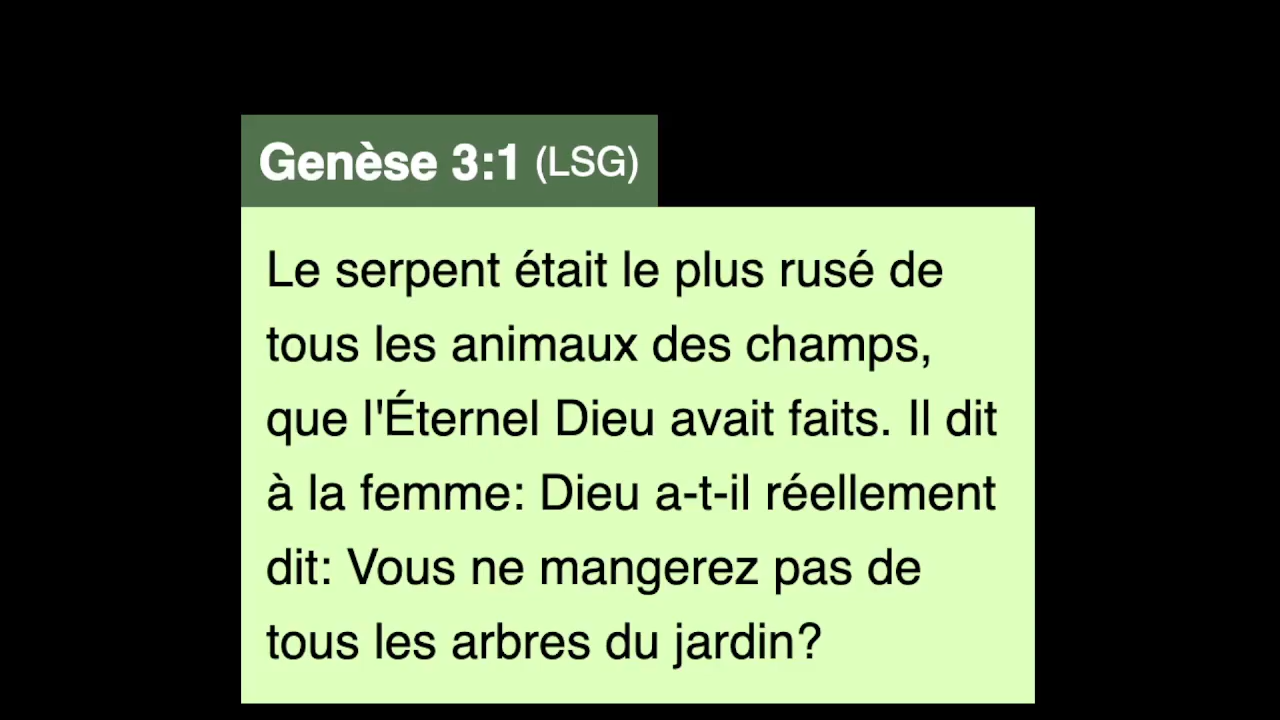 Genèse 3:1 (LSG)
Le serpent était le plus rusé de
tous les animaux des champs,
que l'Éternel Dieu avait faits. Il dit
à la femme: Dieu a-t-il réellement
dit: Vous ne mangerez pas de
tous les arbres du jardin?